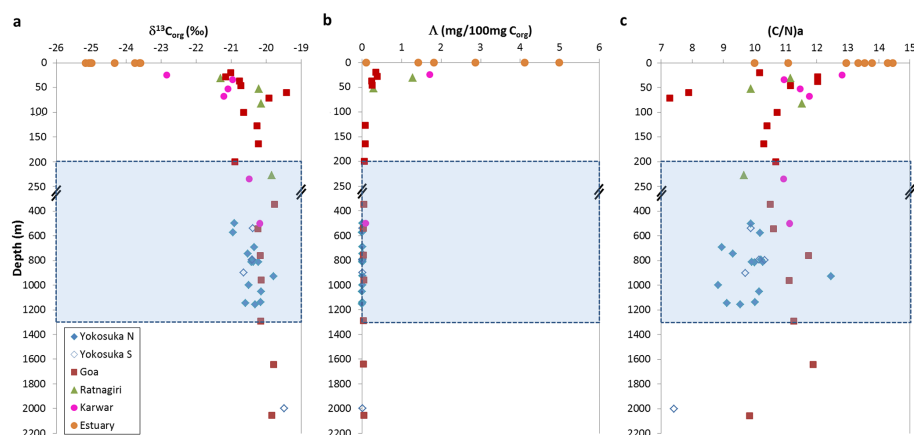 a
δ¹³Corg (‰)
-26 -25 -24 -23 -22 -21 -20 -19
0
50
100
150
200
250
400
600
800
1000
1200
1400
1600
1800
2000
2200
Depth (m)
Yokosuka N
Yokosuka S
Goa
Ratnagiri
Karwar
Estuary
b
Λ (mg/100mg Corg)
0 1 2 3 4 5 6
c
(C/N)a
7 8 9 10 11 12 13 14 15